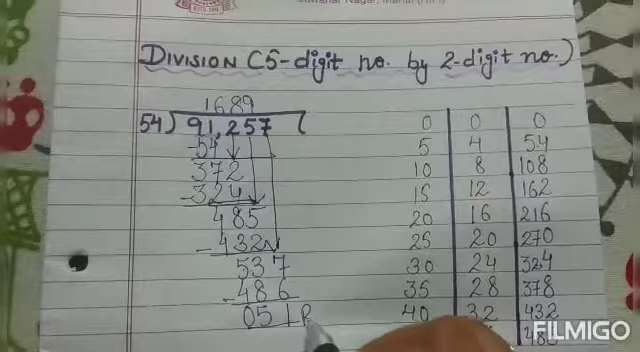 DIVISION (5-digit no. by 2-digit no.)
1689
54) 91,257 (
-54
372
-324
485
-432
537
-486
051 R
0 0 0
5 4 54
10 8 108
15 12 162
20 16 216
25 20 270
30 24 324
35 28 378
40 32 432
486
FILMIGO